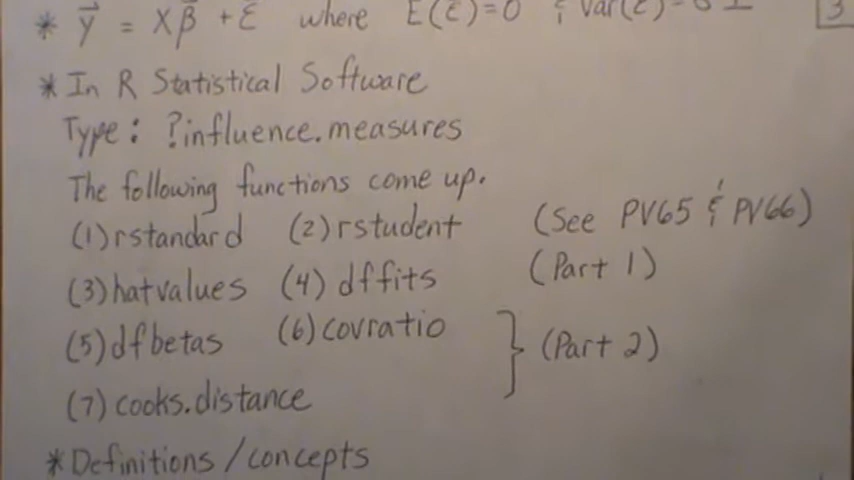 * y⃗ = Xβ⃗ + ε⃗ where E(ε⃗)=0 & Var(ε⃗)=σ I 3
* In R Statistical Software
Type: ?influence.measures
The following functions come up.
(1) rstandard (2) rstudent (See PV65 & PV66)
(3) hatvalues (4) dffits (Part 1)
(5) dfbetas (6) covratio } (Part 2)
(7) cooks.distance
* Definitions/concepts